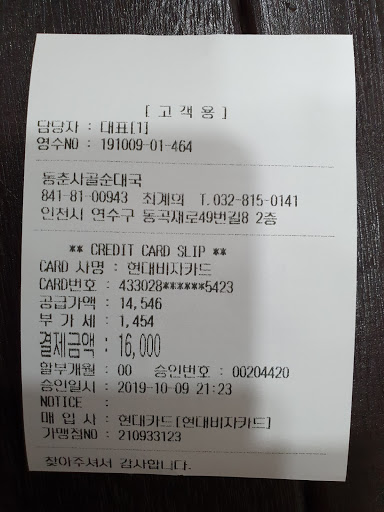 [ 고객용 ]
담당자 : 대표[1]
영수NO : 191009-01-464
동춘사골순대국
841-81-00943 최계의 T.032-815-0141
인천시 연수구 동곡재로49번길8 2층
** CREDIT CARD SLIP **
CARD 사명 : 현대비자카드
CARD번호 : 433028******5423
공급가액 : 14,546
부 가 세 : 1,454
결제금액 : 16,000
할부개월 : 00 승인번호 : 00204420
승인일시 : 2019-10-09 21:23
NOTICE :
매 입 사 : 현대카드[현대비자카드]
가맹점NO : 210933123
찾아주셔서 감사합니다.